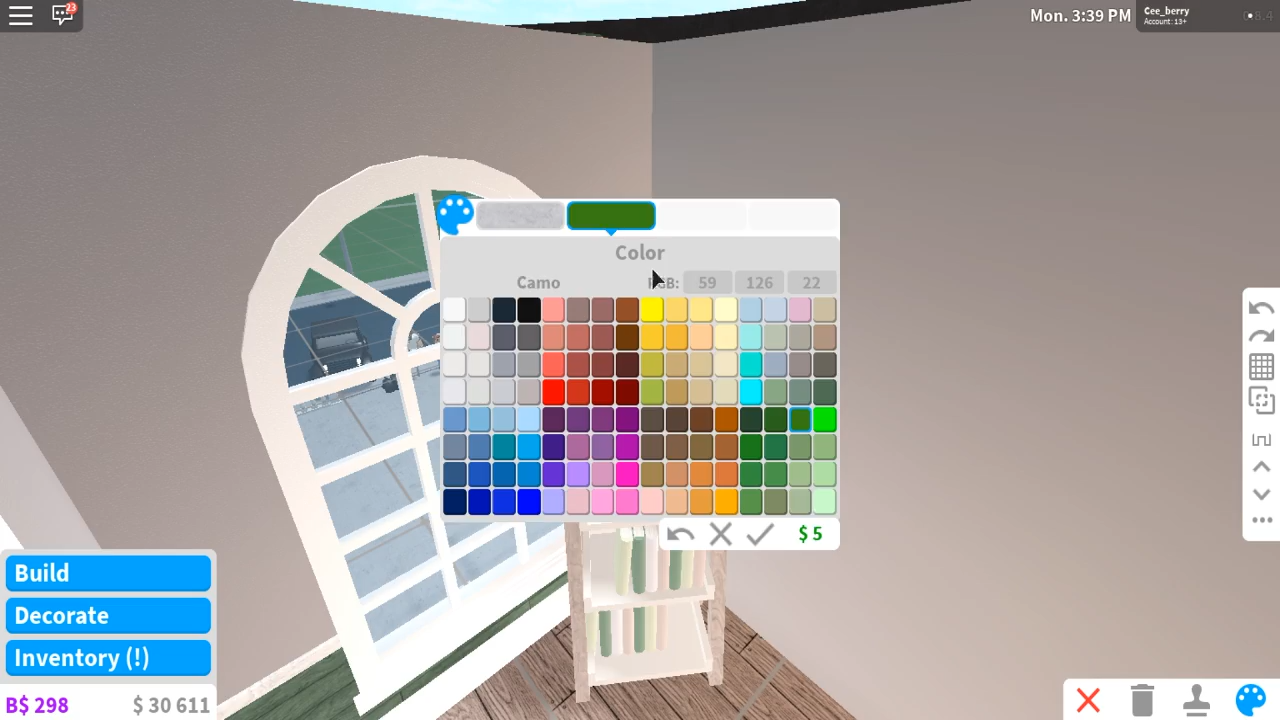 23
Mon. 3:39 PM
Cee_berry
Account: 13+
Color
Camo
RGB: 59 126 22
$ 5
Build
Decorate
Inventory (!)
B$ 298
$ 30 611